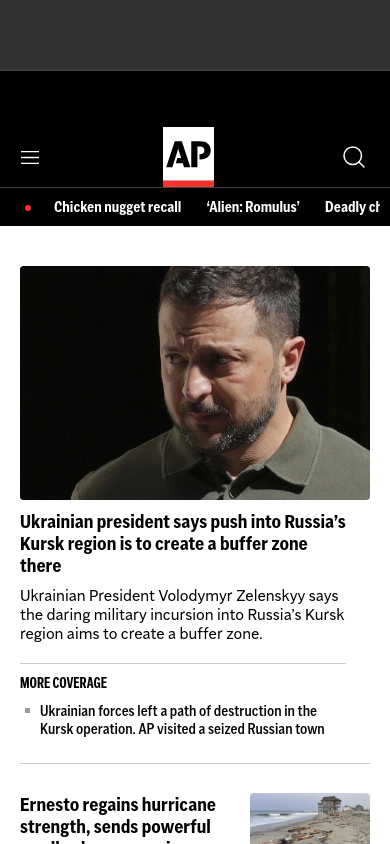 AP
Chicken nugget recall ‘Alien: Romulus’ Deadly
Ukrainian president says push into Russia’s
Kursk region is to create a buffer zone
there
Ukrainian President Volodymyr Zelenskyy says
the daring military incursion into Russia’s Kursk
region aims to create a buffer zone.
MORE COVERAGE
Ukrainian forces left a path of destruction in the
Kursk operation. AP visited a seized Russian town
Ernesto regains hurricane
strength, sends powerful